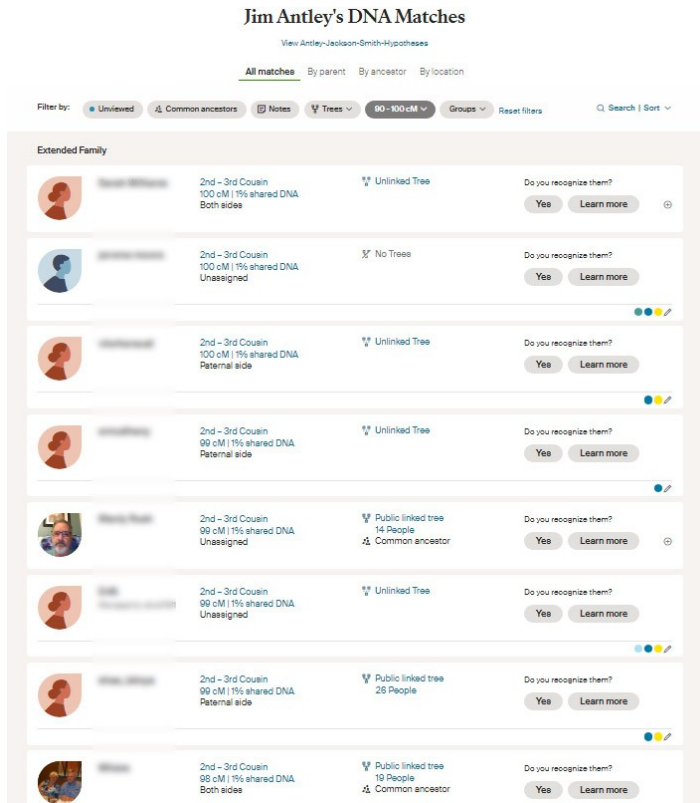 Jim Antley's DNA Matches
View Antley-Jackson-Smith-Hypotheses
All matches By parent By ancestor By location
Filter by: Unviewed Common ancestors Notes Trees 90 - 100 cM Groups Reset filters Search | Sort
Extended Family
2nd – 3rd Cousin Unlinked Tree Do you recognize them?
100 cM | 1% shared DNA
Both sides Yes Learn more
2nd – 3rd Cousin No Trees Do you recognize them?
100 cM | 1% shared DNA
Unassigned Yes Learn more
2nd – 3rd Cousin Unlinked Tree Do you recognize them?
100 cM | 1% shared DNA
Paternal side Yes Learn more
2nd – 3rd Cousin Unlinked Tree Do you recognize them?
99 cM | 1% shared DNA
Paternal side Yes Learn more
2nd – 3rd Cousin Public linked tree Do you recognize them?
99 cM | 1% shared DNA 14 People
Unassigned Common ancestor Yes Learn more
2nd – 3rd Cousin Unlinked Tree Do you recognize them?
99 cM | 1% shared DNA
Unassigned Yes Learn more
2nd – 3rd Cousin Public linked tree Do you recognize them?
99 cM | 1% shared DNA 26 People
Paternal side Yes Learn more
2nd – 3rd Cousin Public linked tree Do you recognize them?
98 cM | 1% shared DNA 19 People
Both sides Common ancestor Yes Learn more